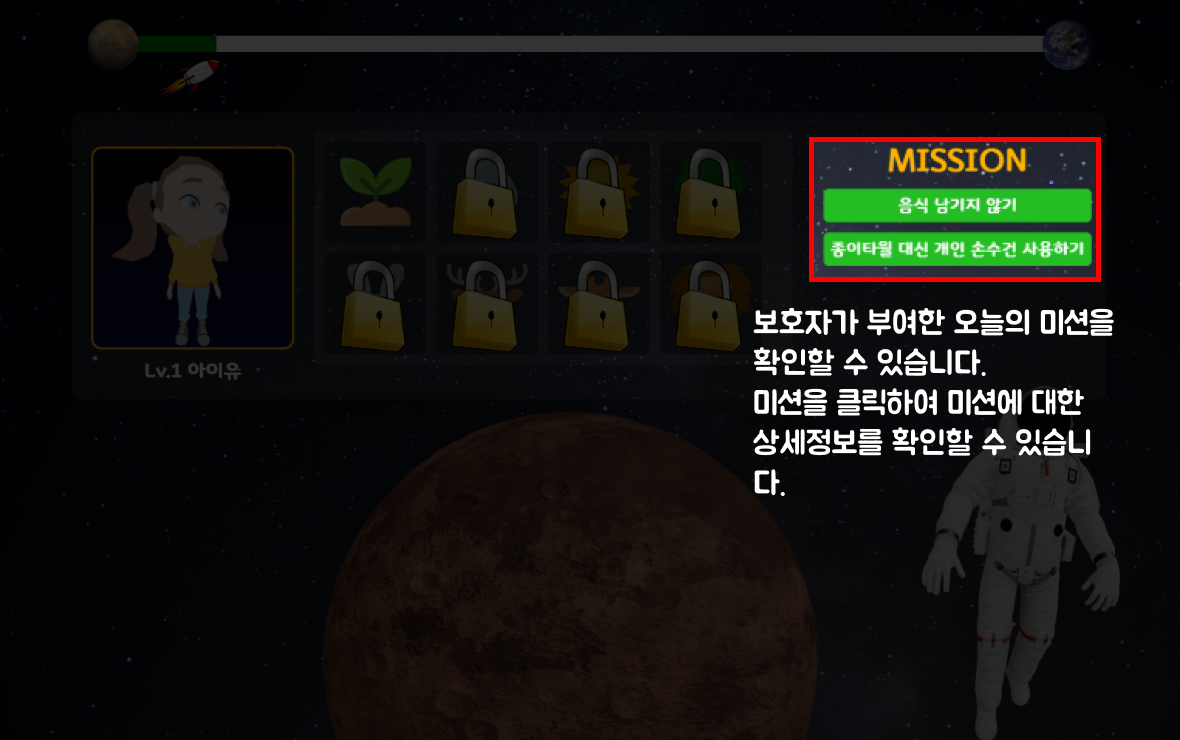 MISSION
음식 남기지 않기
종이타월 대신 개인 손수건 사용하기
보호자가 부여한 오늘의 미션을
확인할 수 있습니다.
미션을 클릭하여 미션에 대한
상세정보를 확인할 수 있습니
다.
Lv.1 아이유